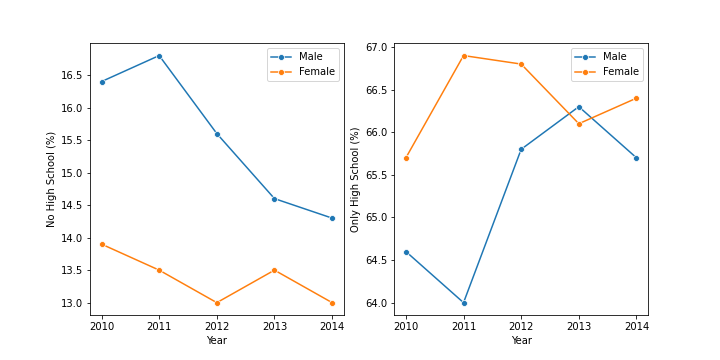 No High School (%)
16.5
16.0
15.5
15.0
14.5
14.0
13.5
13.0
2010 2011 2012 2013 2014
Year
Male
Female
Only High School (%)
67.0
66.5
66.0
65.5
65.0
64.5
64.0
2010 2011 2012 2013 2014
Year
Male
Female